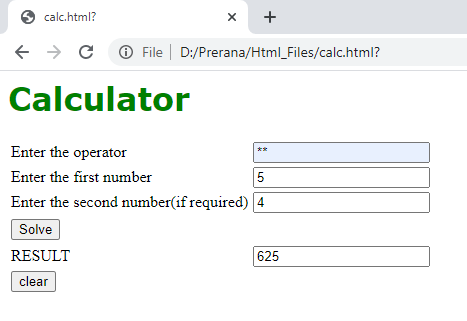 calc.html?
File D:/Prerana/Html_Files/calc.html?
Calculator
Enter the operator **
Enter the first number 5
Enter the second number(if required) 4
Solve
RESULT 625
clear